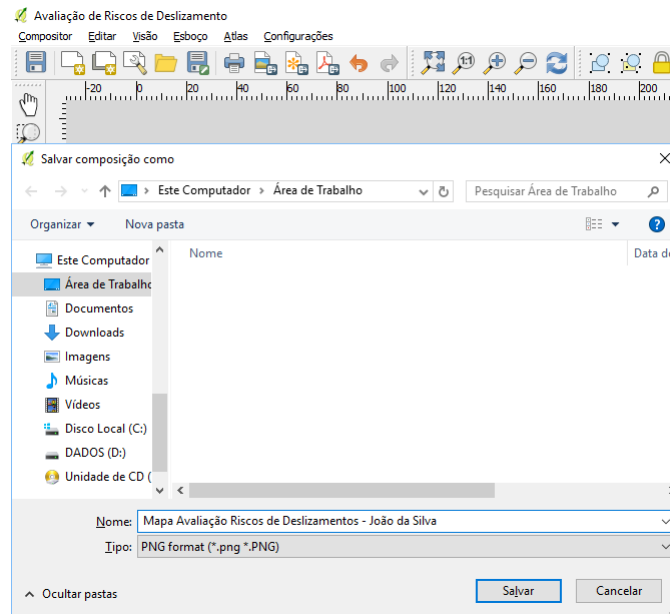 Avaliação de Riscos de Deslizamento
Compositor Editar Visão Esboço Atlas Configurações
1:1
-20 0 20 40 60 80 100 120 140 160 180 200
Salvar composição como
Este Computador > Área de Trabalho
Pesquisar Área de Trabalho
Organizar Nova pasta
Nome Data de
Este Computador
Área de Trabalho
Documentos
Downloads
Imagens
Músicas
Vídeos
Disco Local (C:)
DADOS (D:)
Unidade de CD (
Nome: Mapa Avaliação Riscos de Deslizamentos - João da Silva
Tipo: PNG format (*.png *.PNG)
Ocultar pastas
Salvar Cancelar